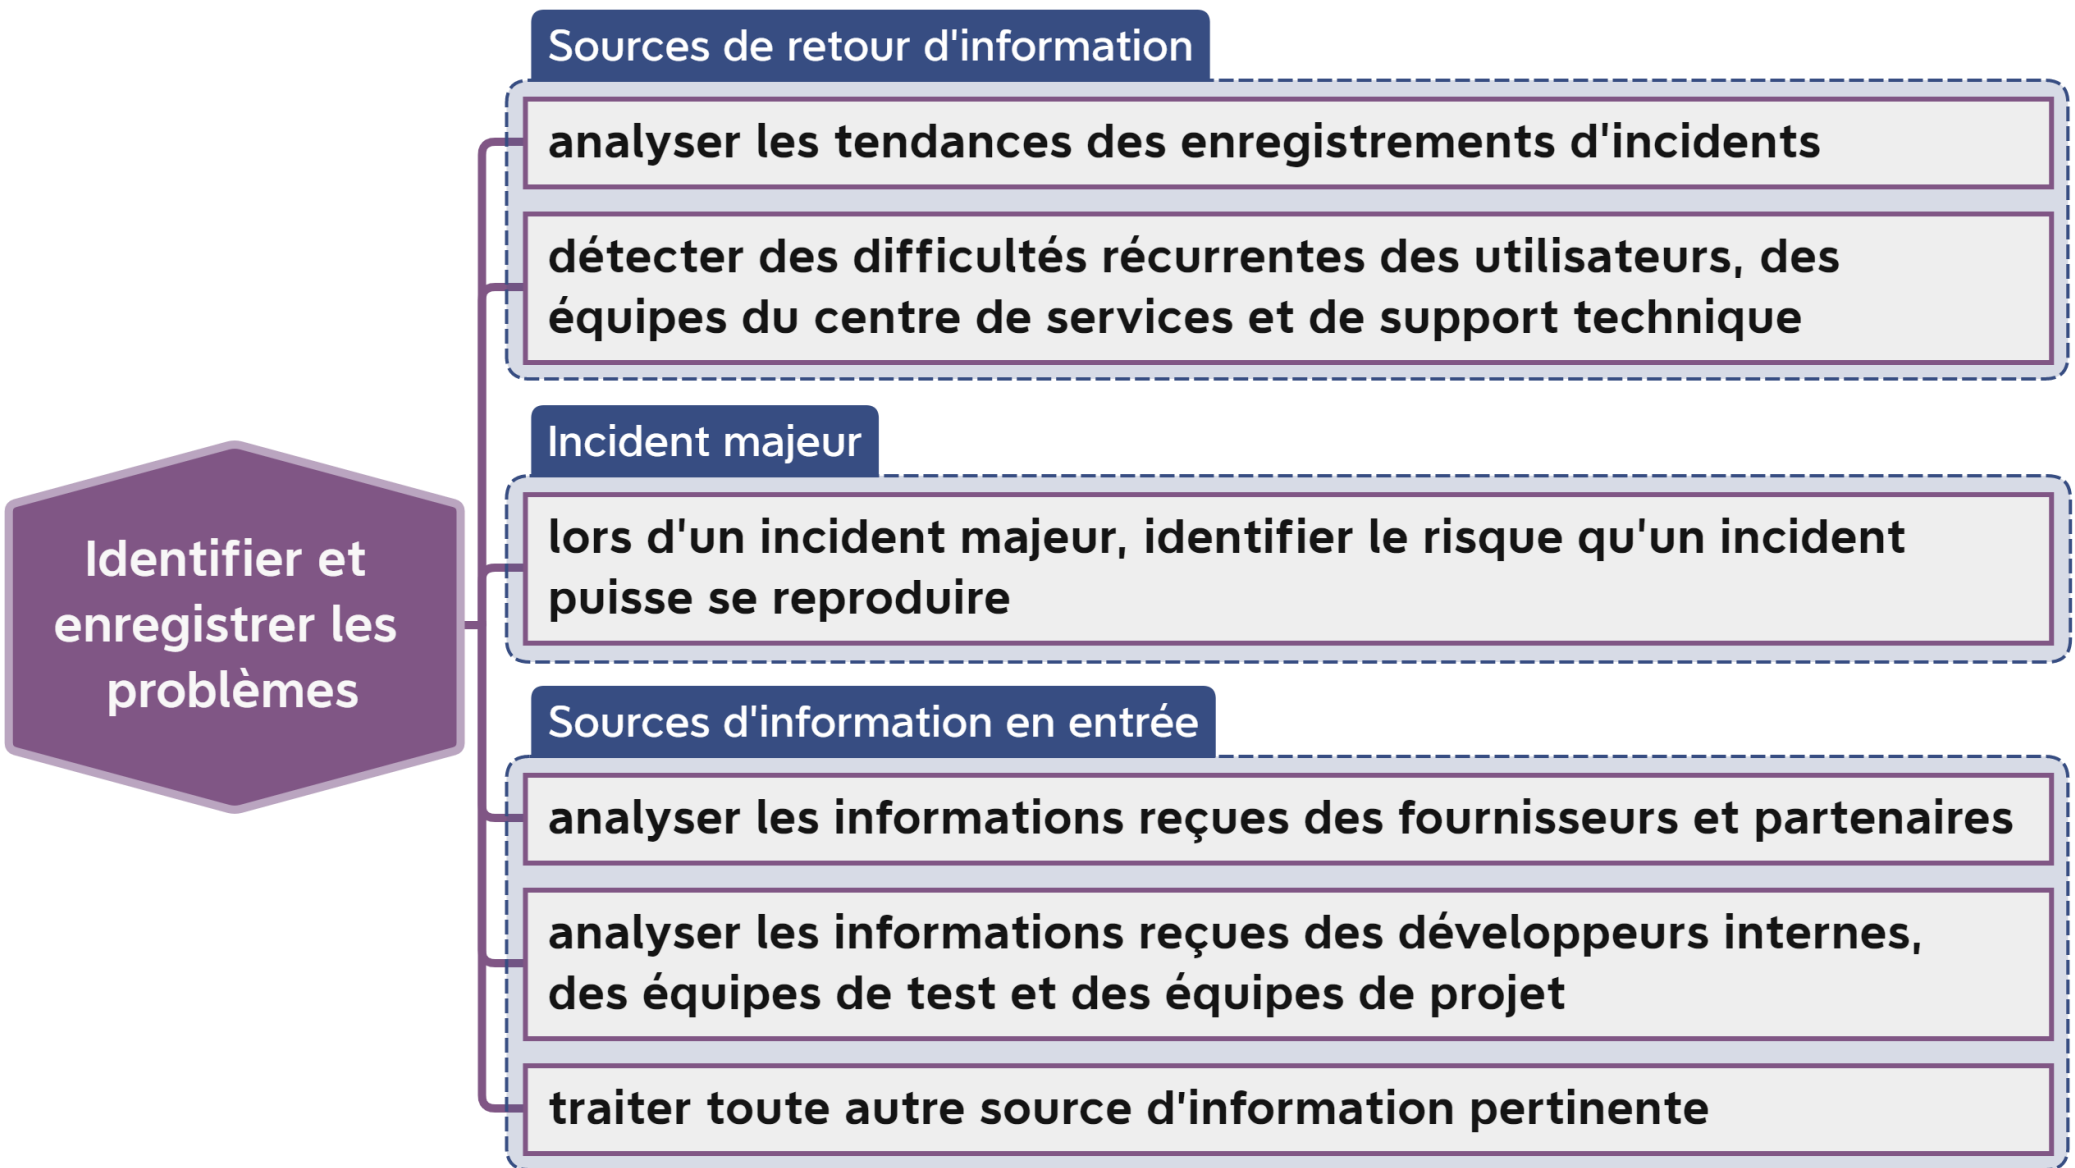 Sources de retour d'information
analyser les tendances des enregistrements d'incidents
détecter des difficultés récurrentes des utilisateurs, des
équipes du centre de services et de support technique
Incident majeur
lors d'un incident majeur, identifier le risque qu'un incident
puisse se reproduire
Identifier et
enregistrer les
problèmes
Sources d'information en entrée
analyser les informations reçues des fournisseurs et partenaires
analyser les informations reçues des développeurs internes,
des équipes de test et des équipes de projet
traiter toute autre source d'information pertinente